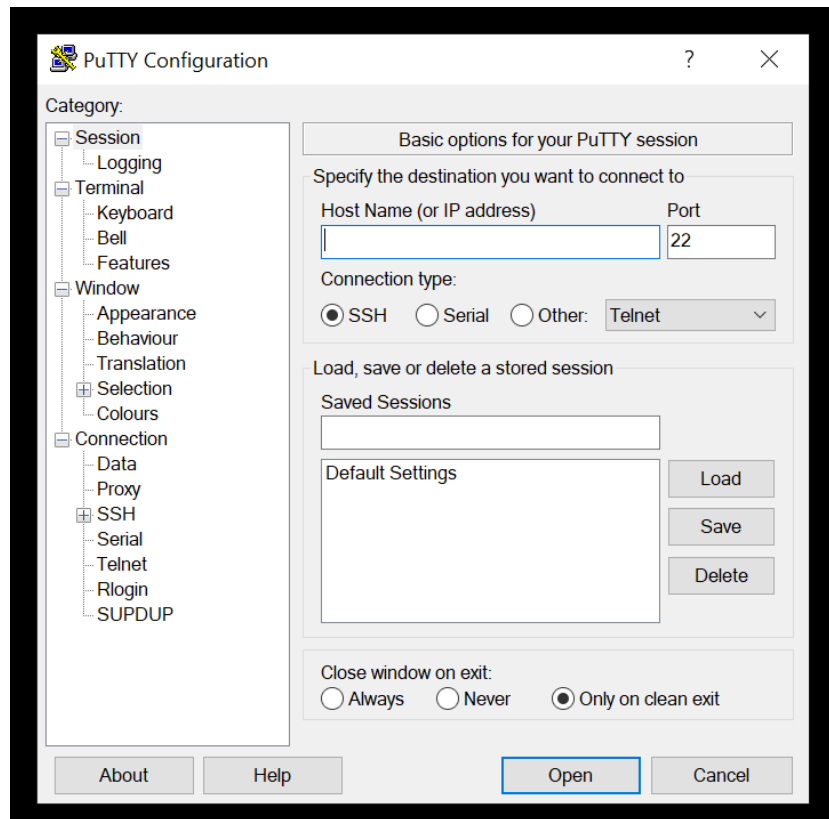 PuTTY Configuration
?
Category:
Session
Logging
Terminal
Keyboard
Bell
Features
Window
Appearance
Behaviour
Translation
Selection
Colours
Connection
Data
Proxy
SSH
Serial
Telnet
Rlogin
SUPDUP
Basic options for your PuTTY session
Specify the destination you want to connect to
Host Name (or IP address) Port
22
Connection type:
SSH Serial Other: Telnet
Load, save or delete a stored session
Saved Sessions
Default Settings
Load
Save
Delete
Close window on exit:
Always Never Only on clean exit
About Help Open Cancel